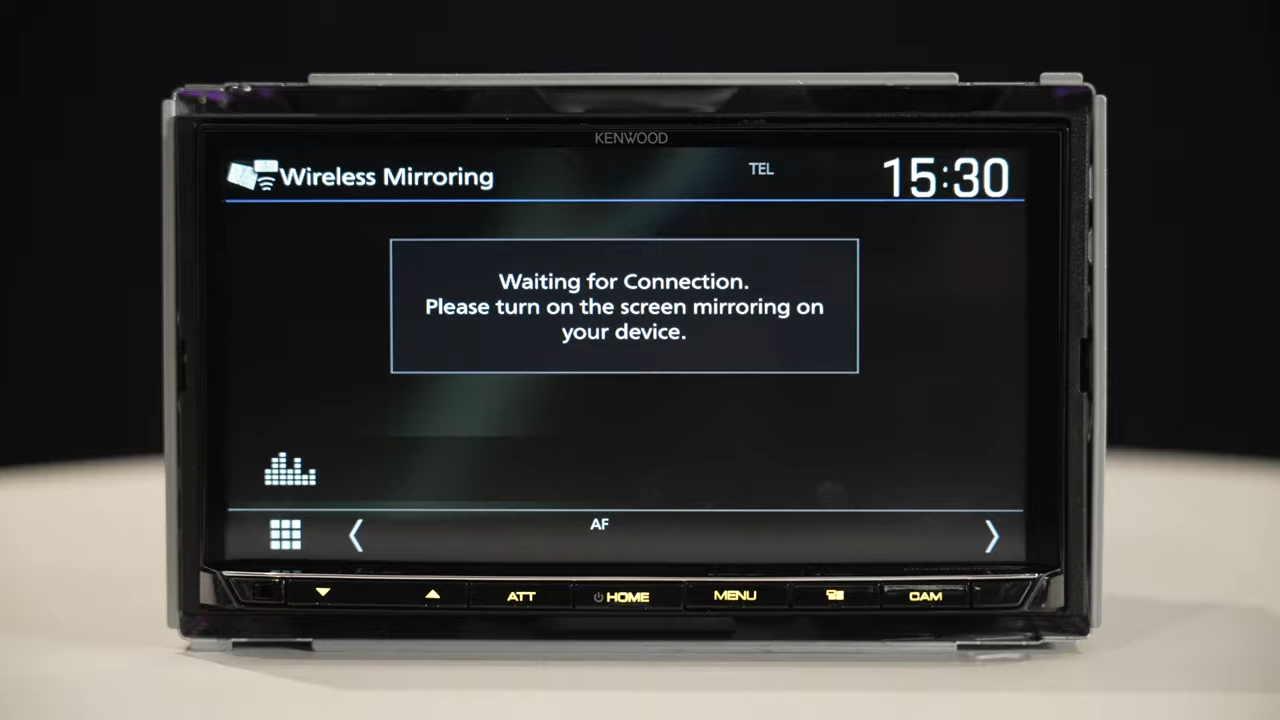 KENWOOD
Wireless Mirroring
TEL
15:30
Waiting for Connection.
Please turn on the screen mirroring on
your device.
AF
ATT
HOME
MENU
CAM